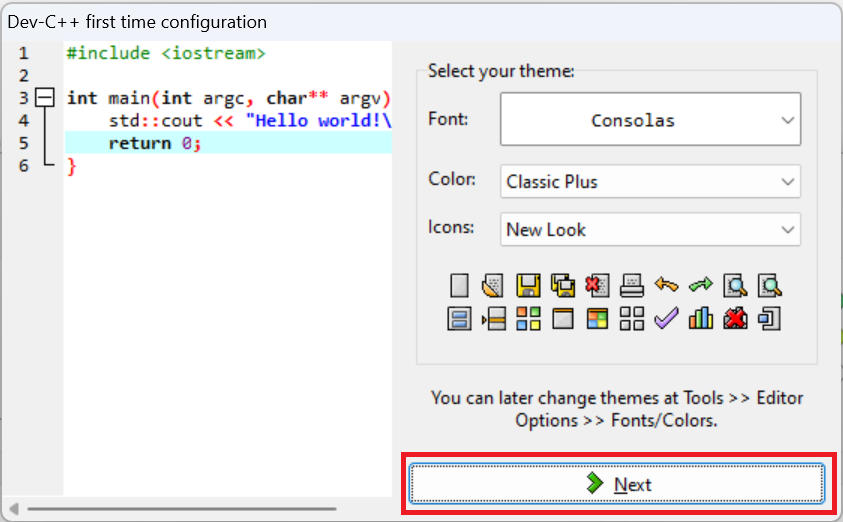 Dev-C++ first time configuration
1 #include <iostream>
2
3 int main(int argc, char** argv)
4 std::cout << "Hello world!\
5 return 0;
6 }
Select your theme:
Font: Consolas
Color: Classic Plus
Icons: New Look
You can later change themes at Tools >> Editor
Options >> Fonts/Colors.
Next